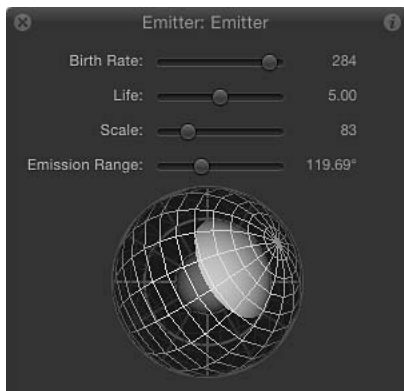 Emitter: Emitter
Birth Rate: 284
Life: 5.00
Scale: 83
Emission Range: 119.69°